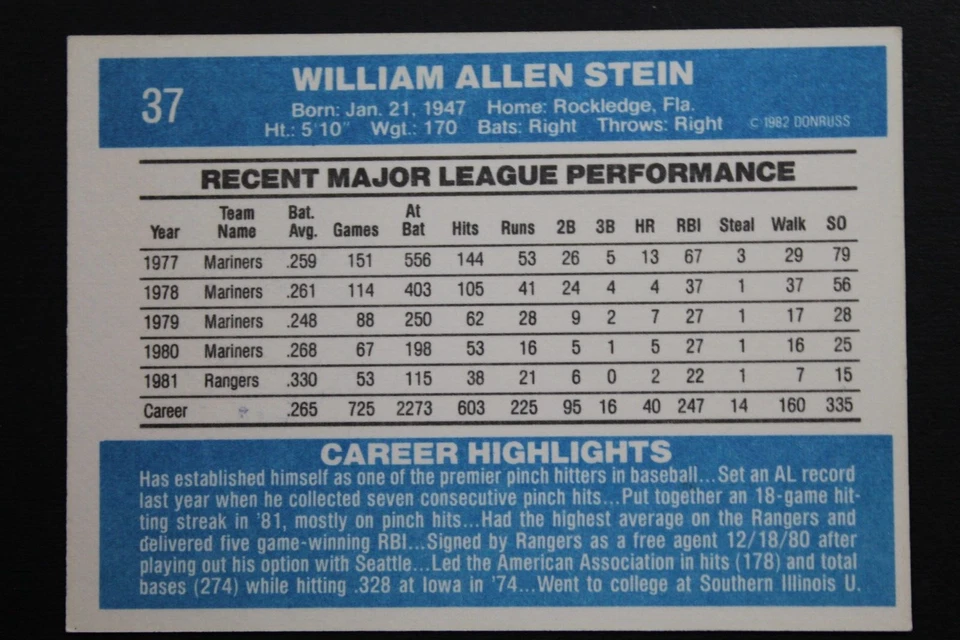 37
WILLIAM ALLEN STEIN
Born: Jan. 21, 1947 Home: Rockledge, Fla.
Ht.: 5'10" Wgt.: 170 Bats: Right Throws: Right © 1982 DONRUSS
RECENT MAJOR LEAGUE PERFORMANCE
Year Team Name Bat. Avg. Games At Bat Hits Runs 2B 3B HR RBI Steal Walk SO
1977 Mariners .259 151 556 144 53 26 5 13 67 3 29 79
1978 Mariners .261 114 403 105 41 24 4 4 37 1 37 56
1979 Mariners .248 88 250 62 28 9 2 7 27 1 17 28
1980 Mariners .268 67 198 53 16 5 1 5 27 1 16 25
1981 Rangers .330 53 115 38 21 6 0 2 22 1 7 15
Career .265 725 2273 603 225 95 16 40 247 14 160 335
CAREER HIGHLIGHTS
Has established himself as one of the premier pinch hitters in baseball...Set an AL record
last year when he collected seven consecutive pinch hits...Put together an 18-game hit-
ting streak in '81, mostly on pinch hits...Had the highest average on the Rangers and
delivered five game-winning RBI...Signed by Rangers as a free agent 12/18/80 after
playing out his option with Seattle...Led the American Association in hits (178) and total
bases (274) while hitting .328 at Iowa in '74...Went to college at Southern Illinois U.